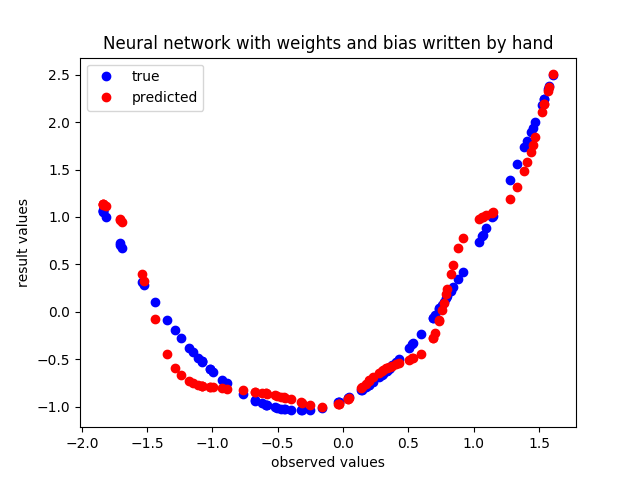 Neural network with weights and bias written by hand
true
predicted
result values
2.5
2.0
1.5
1.0
0.5
0.0
−0.5
−1.0
−2.0 −1.5 −1.0 −0.5 0.0 0.5 1.0 1.5
observed values